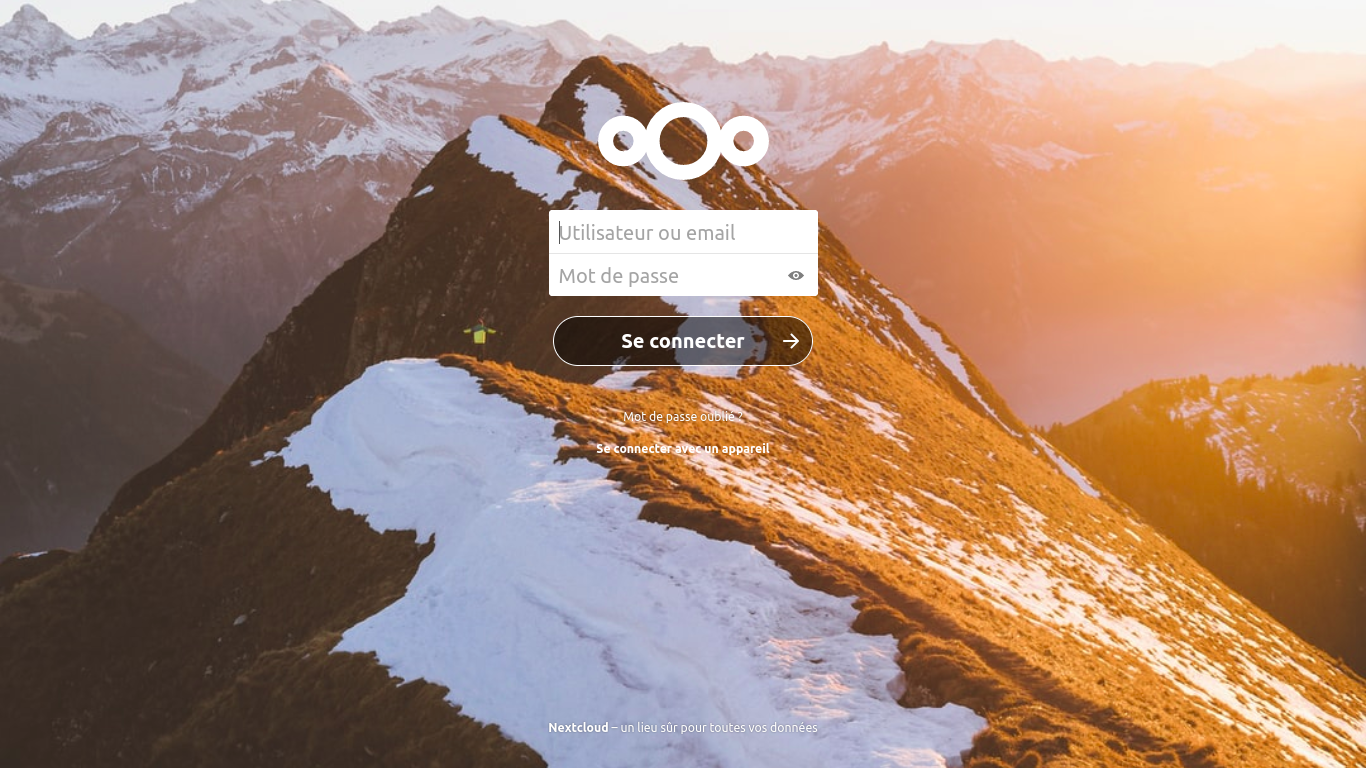 Utilisateur ou email
Mot de passe
Se connecter
Mot de passe oublié ?
Se connecter avec un appareil
Nextcloud – un lieu sûr pour toutes vos données